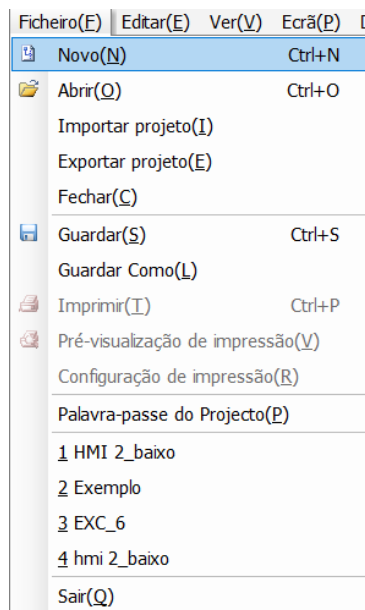 Ficheiro(F) Editar(E) Ver(V) Ecrã(P)
Novo(N) Ctrl+N
Abrir(O) Ctrl+O
Importar projeto(I)
Exportar projeto(E)
Fechar(C)
Guardar(S) Ctrl+S
Guardar Como(L)
Imprimir(T) Ctrl+P
Pré-visualização de impressão(V)
Configuração de impressão(R)
Palavra-passe do Projecto(P)
1 HMI 2_baixo
2 Exemplo
3 EXC_6
4 hmi 2_baixo
Sair(Q)